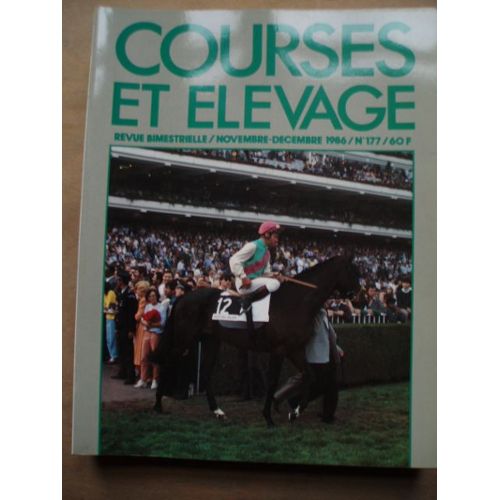 COURSES
ET ELEVAGE
REVUE BIMESTRIELLE / NOVEMBRE-DECEMBRE 1986 / N°177 / 60 F
12